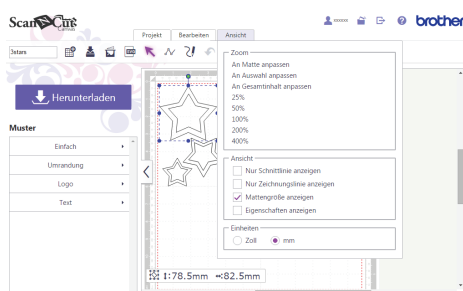 ScanNCut
Canvas
brother
Projekt Bearbeiten Ansicht
3stars
Zoom
An Matte anpassen
An Auswahl anpassen
An Gesamtinhalt anpassen
25%
50%
100%
200%
400%
Herunterladen
Muster
Einfach
Umrandung
Logo
Text
Ansicht
Nur Schnittlinie anzeigen
Nur Zeichnungslinie anzeigen
Mattengröße anzeigen
Eigenschaften anzeigen
Einheiten
Zoll mm
78.5mm 82.5mm